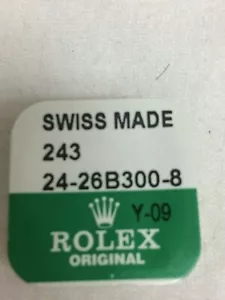 SWISS MADE
243
24-26B300-8
Y-09
ROLEX
ORIGINAL